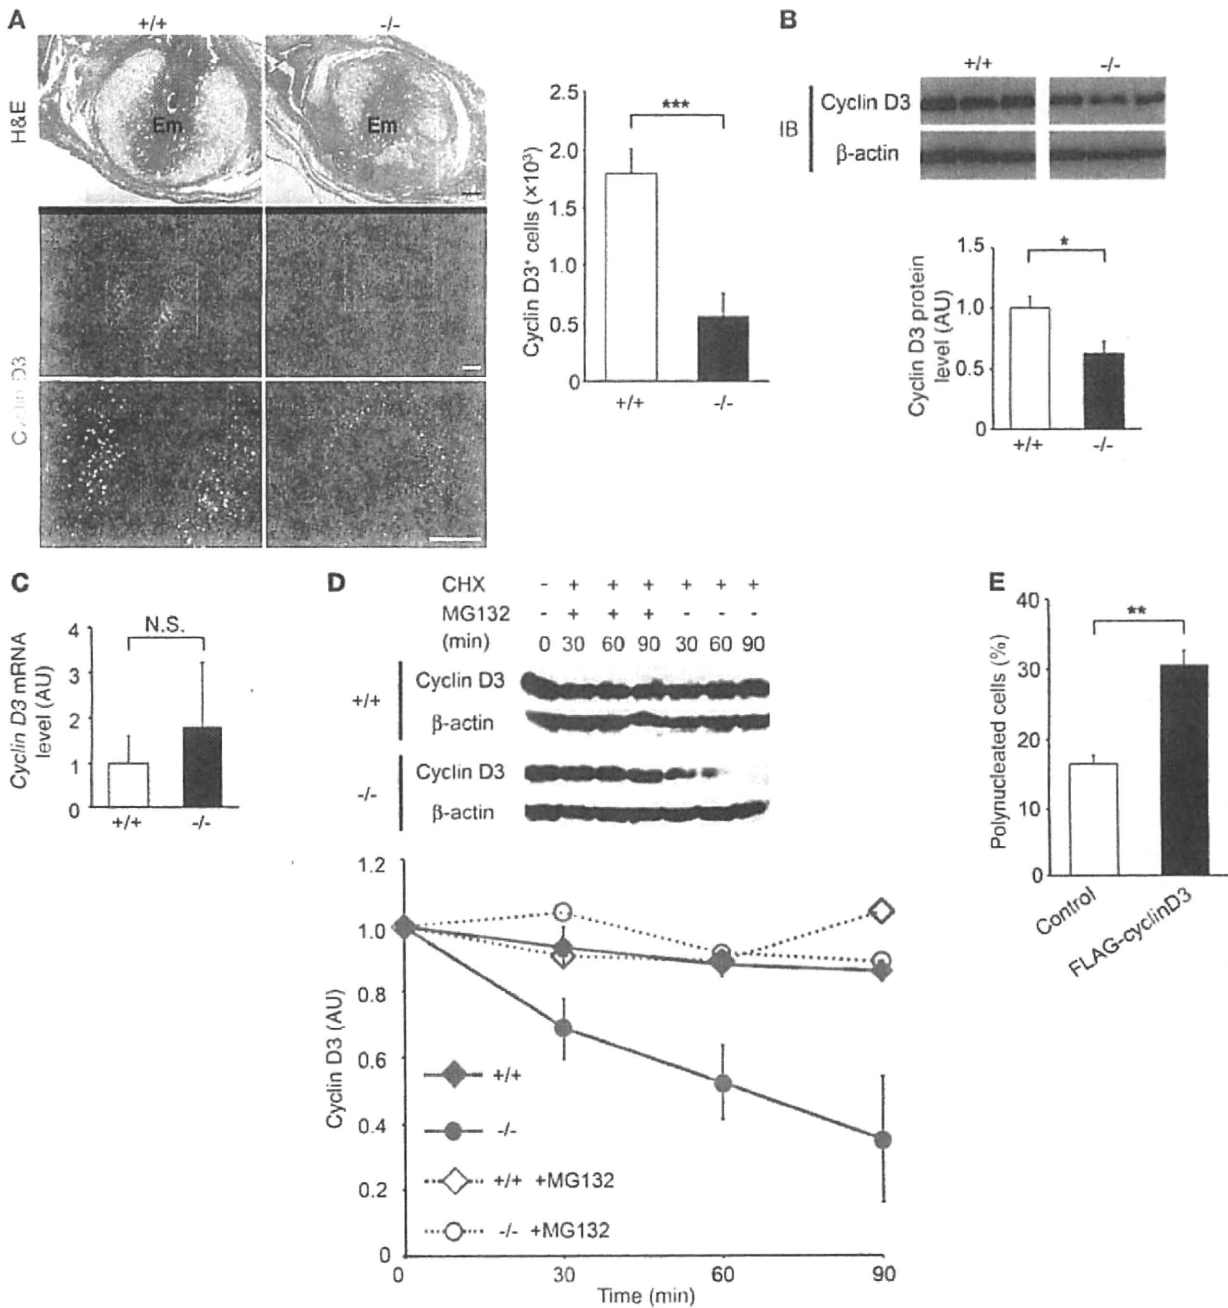 A
+/+
-/-
H&E
Em
Em
Cyclin D3
2.5
2.0
1.5
1.0
0.5
0
Cyclin D3⁺ cells (×10³)
***
+/+
-/-
B
+/+
-/-
IB
Cyclin D3
β-actin
1.5
1.0
0.5
0
Cyclin D3 protein
level (AU)
*
+/+
-/-
C
4
3
2
1
0
Cyclin D3 mRNA
level (AU)
N.S.
+/+
-/-
D
CHX - + + + + + +
MG132 - + + + - - -
(min) 0 30 60 90 30 60 90
+/+
Cyclin D3
β-actin
-/-
Cyclin D3
β-actin
1.2
1.0
0.8
0.6
0.4
0.2
0
Cyclin D3 (AU)
+/+
-/-
+/+ +MG132
-/- +MG132
0 30 60 90
Time (min)
E
40
30
20
10
0
Polynucleated cells (%)
**
Control
FLAG-cyclinD3